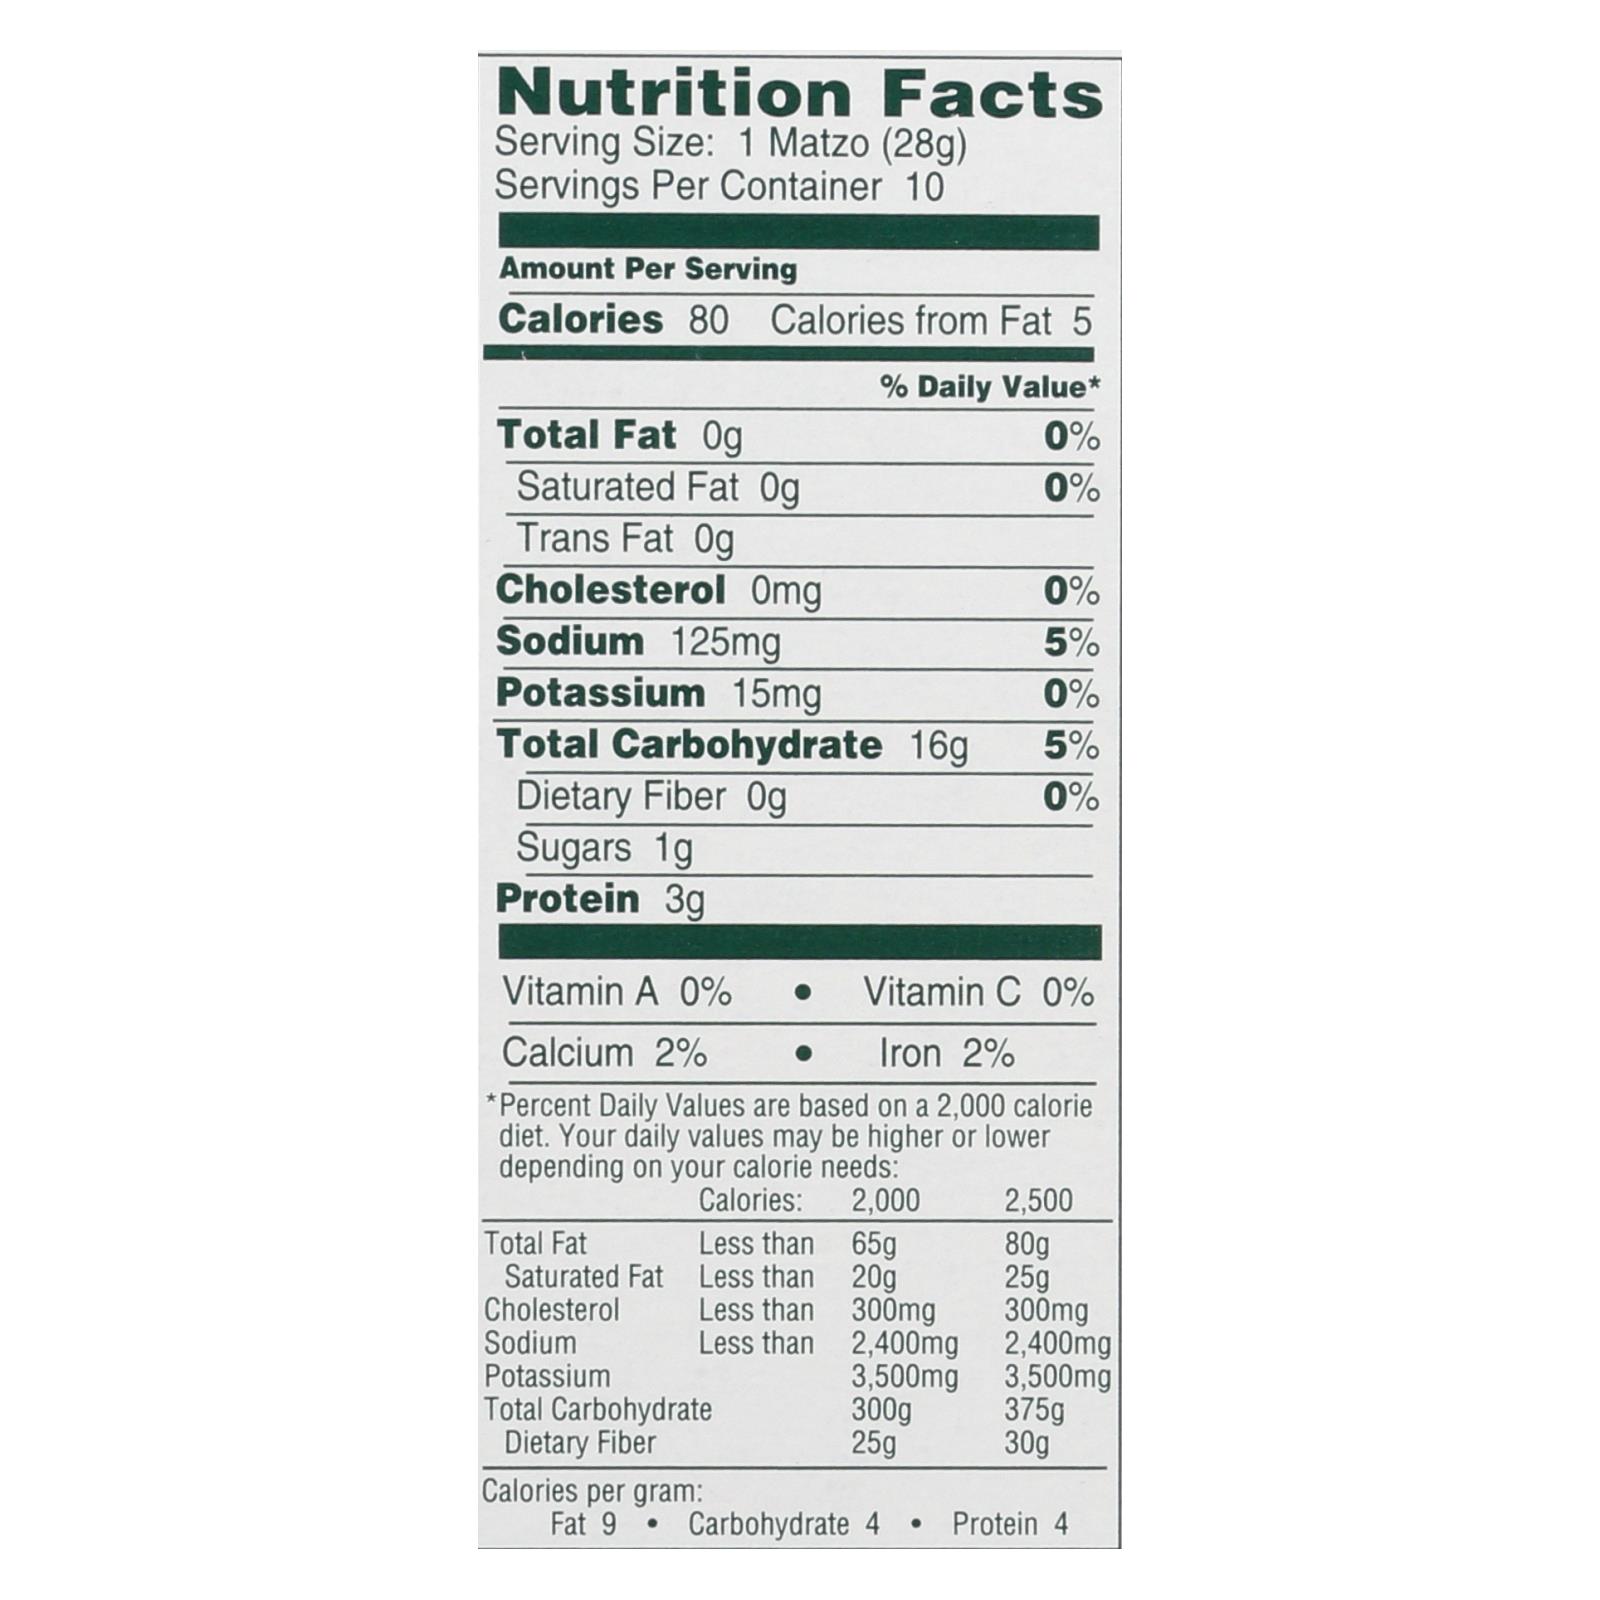 Nutrition Facts
Serving Size: 1 Matzo (28g)
Servings Per Container 10
Amount Per Serving
Calories 80 Calories from Fat 5
% Daily Value*
Total Fat 0g 0%
Saturated Fat 0g 0%
Trans Fat 0g
Cholesterol 0mg 0%
Sodium 125mg 5%
Potassium 15mg 0%
Total Carbohydrate 16g 5%
Dietary Fiber 0g 0%
Sugars 1g
Protein 3g
Vitamin A 0% • Vitamin C 0%
Calcium 2% • Iron 2%
*Percent Daily Values are based on a 2,000 calorie
diet. Your daily values may be higher or lower
depending on your calorie needs:
Calories: 2,000 2,500
Total Fat Less than 65g 80g
Saturated Fat Less than 20g 25g
Cholesterol Less than 300mg 300mg
Sodium Less than 2,400mg 2,400mg
Potassium 3,500mg 3,500mg
Total Carbohydrate 300g 375g
Dietary Fiber 25g 30g
Calories per gram:
Fat 9 • Carbohydrate 4 • Protein 4